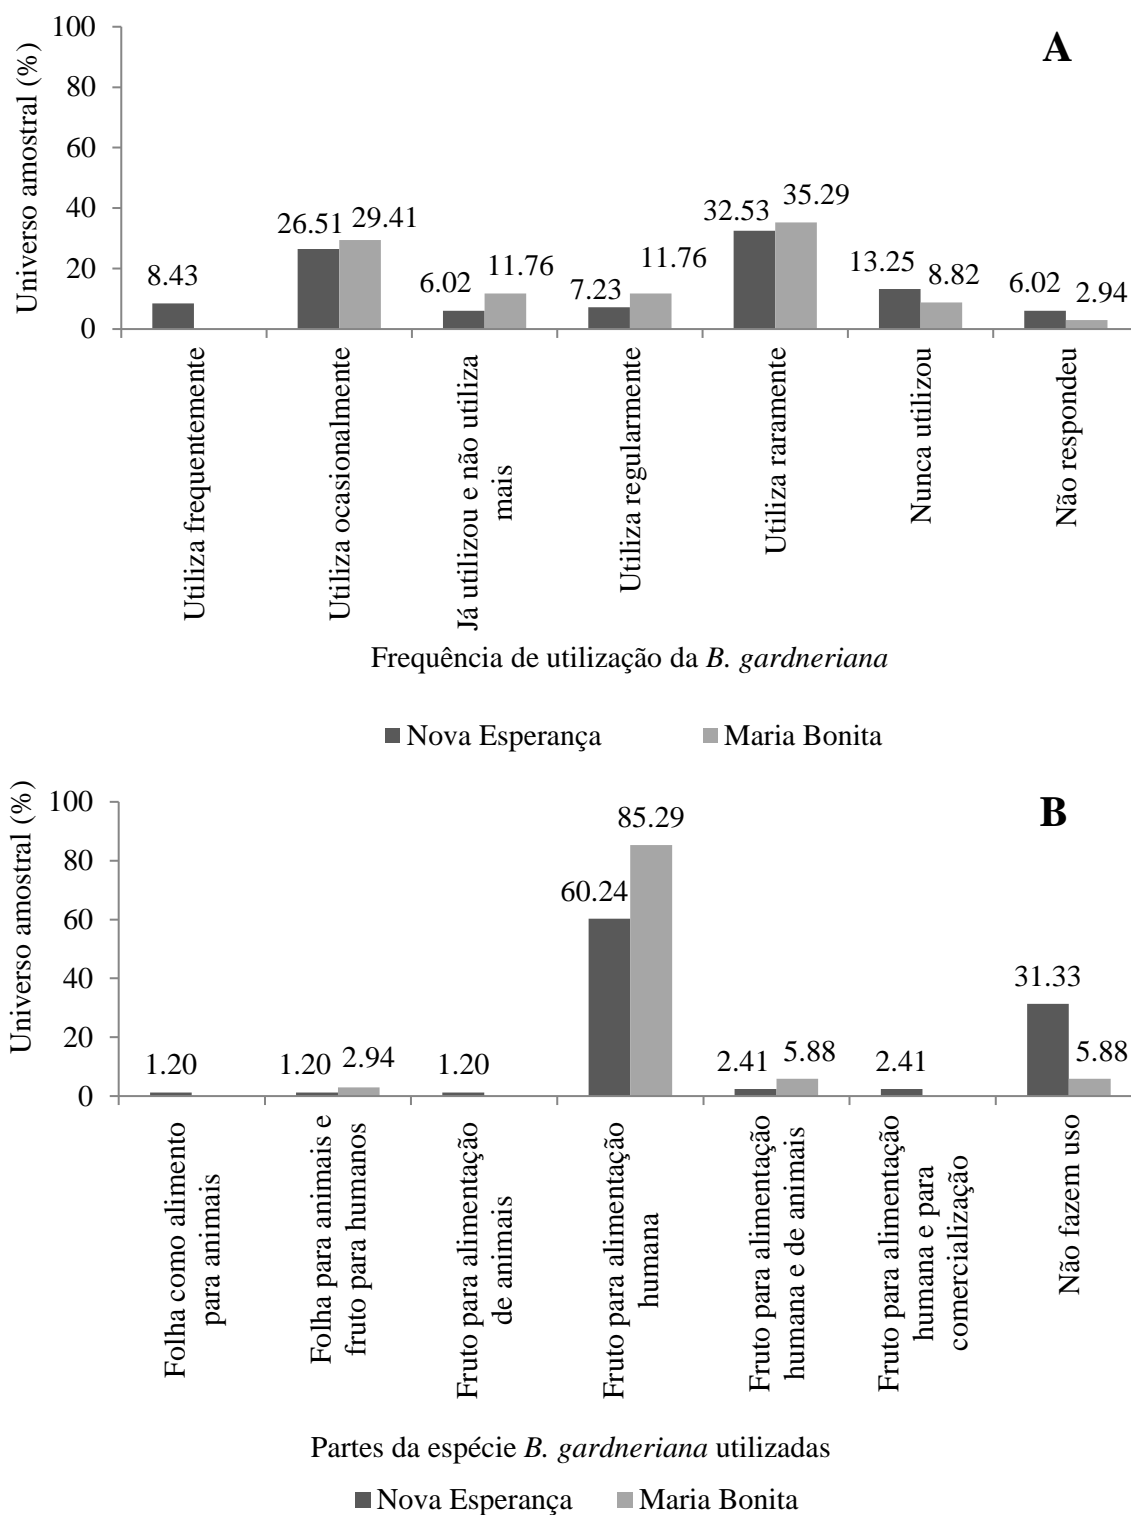 A
Universo amostral (%)
100
80
60
40
20
0
8.43
26.51 29.41
6.02 11.76
7.23 11.76
32.53 35.29
13.25 8.82
6.02 2.94
Utiliza frequentemente
Utiliza ocasionalmente
Já utilizou e não utiliza
mais
Utiliza regularmente
Utiliza raramente
Nunca utilizou
Não respondeu
Frequência de utilização da B. gardneriana
Nova Esperança Maria Bonita
B
Universo amostral (%)
100
80
60
40
20
0
1.20
1.20 2.94
1.20
60.24 85.29
2.41 5.88
2.41
31.33 5.88
Folha como alimento
para animais
Folha para animais e
fruto para humanos
Fruto para alimentação
de animais
Fruto para alimentação
humana
Fruto para alimentação
humana e de animais
Fruto para alimentação
humana e para
comercialização
Não fazem uso
Partes da espécie B. gardneriana utilizadas
Nova Esperança Maria Bonita